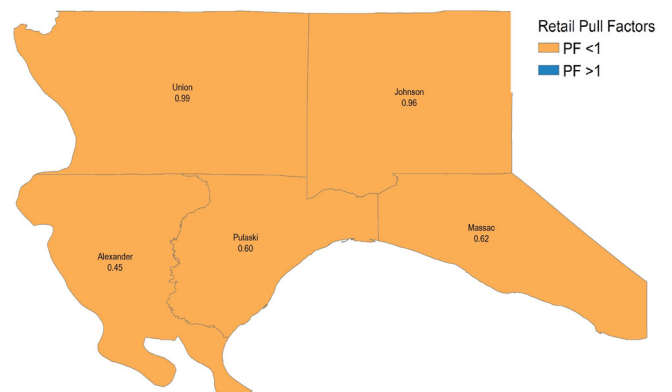 Retail Pull Factors
PF <1
PF >1
Union
0.99
Johnson
0.96
Massac
0.62
Pulaski
0.60
Alexander
0.45